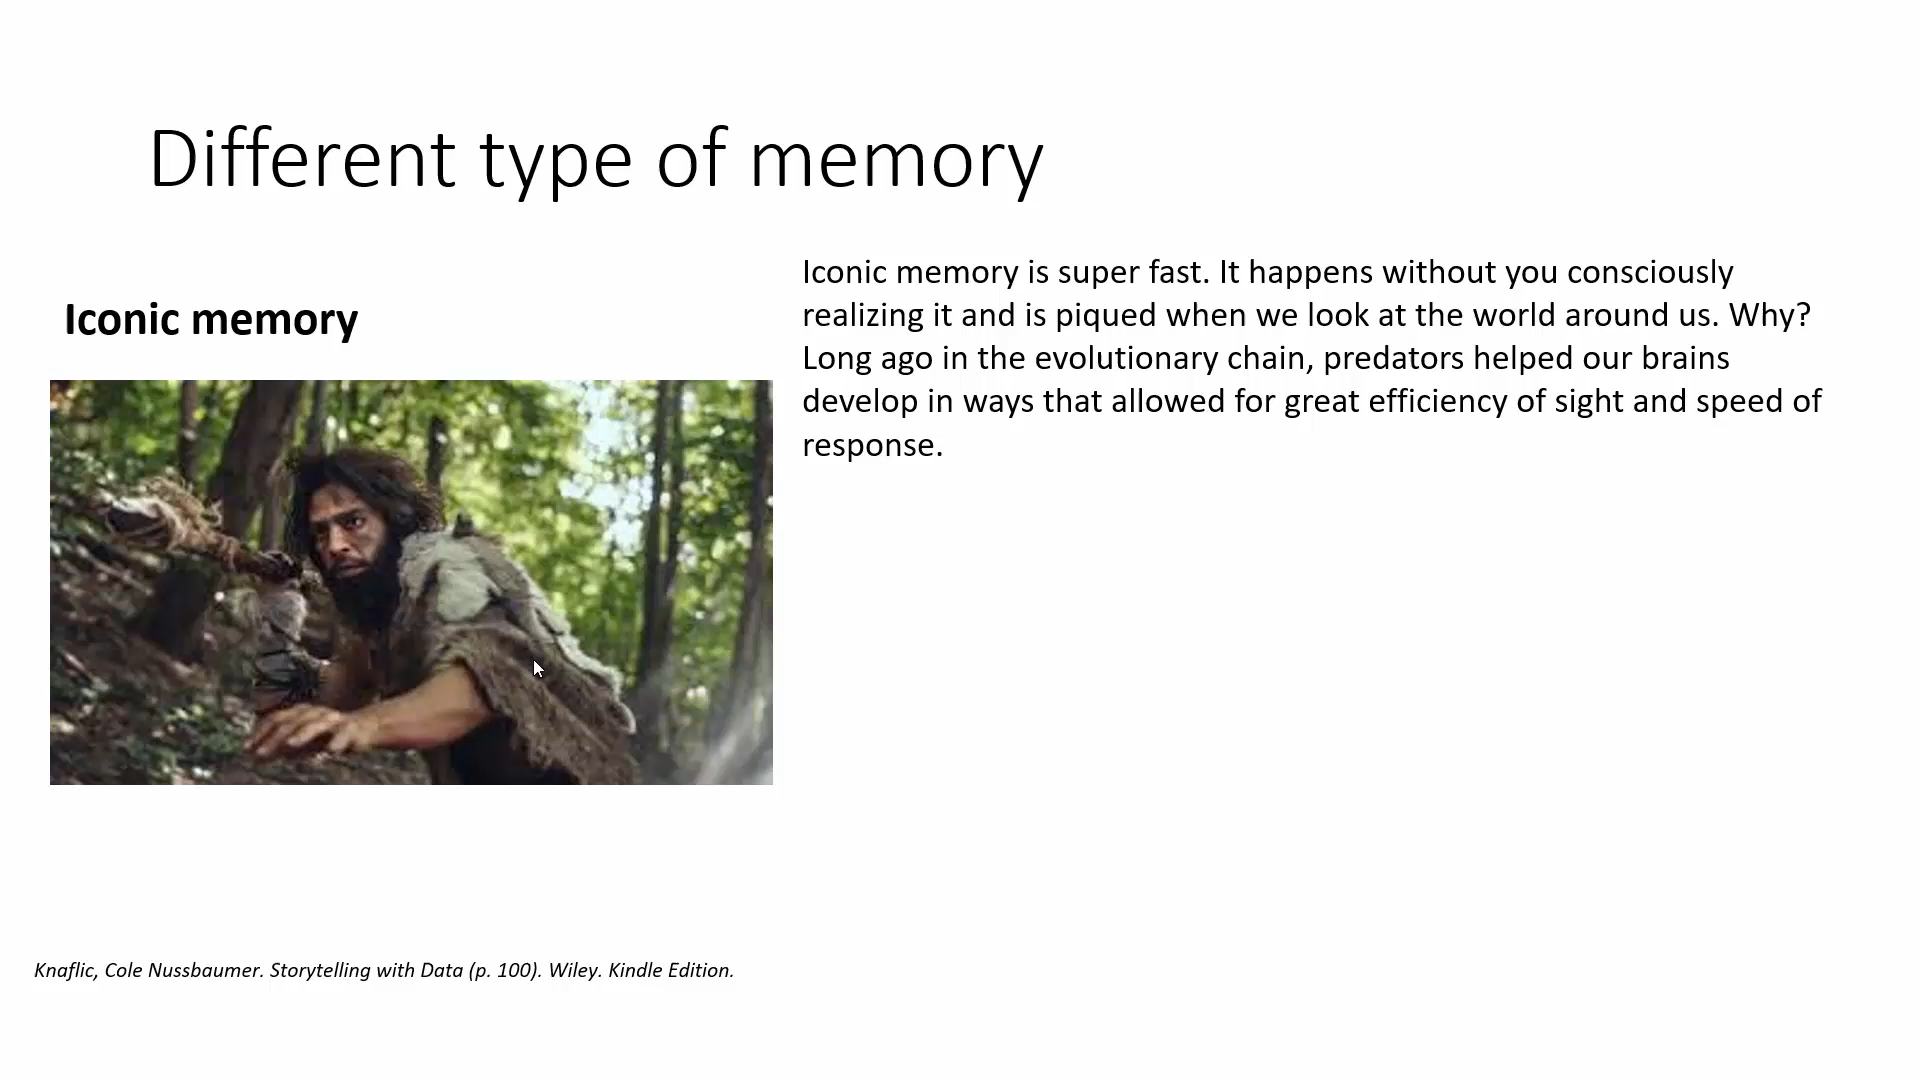 Different type of memory
Iconic memory
Iconic memory is super fast. It happens without you consciously
realizing it and is piqued when we look at the world around us. Why?
Long ago in the evolutionary chain, predators helped our brains
develop in ways that allowed for great efficiency of sight and speed of
response.
Knaflic, Cole Nussbaumer. Storytelling with Data (p. 100). Wiley. Kindle Edition.